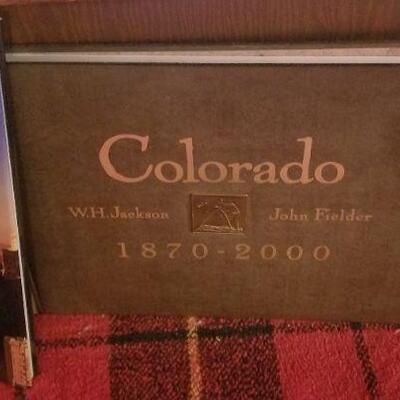 Colorado
W.H. Jackson John Fielder
1870-2000